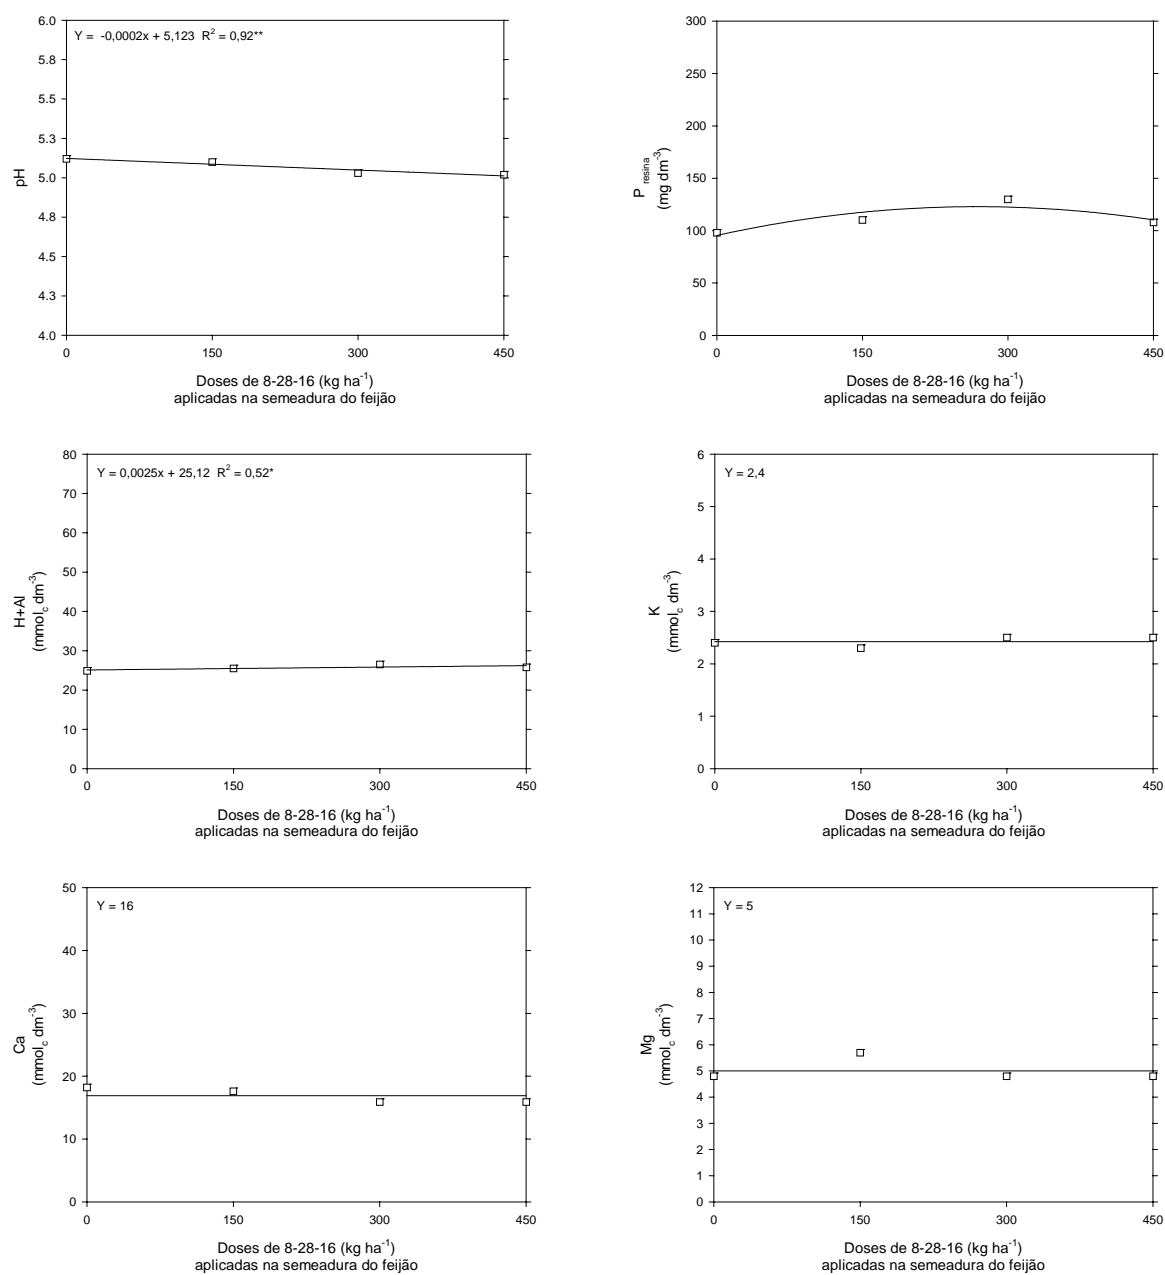 Y = -0,0002x + 5,123 R² = 0,92**
6.0
5.8
5.5
5.3
5.0
4.8
4.5
4.3
4.0
pH
0 150 300 450
Doses de 8-28-16 (kg ha⁻¹)
aplicadas na semeadura do feijão
300
250
200
150
100
50
0
P resina
(mg dm⁻³)
0 150 300 450
Doses de 8-28-16 (kg ha⁻¹)
aplicadas na semeadura do feijão
Y = 0,0025x + 25,12 R² = 0,52*
80
70
60
50
40
30
20
10
0
H+Al
(mmol_c dm⁻³)
0 150 300 450
Doses de 8-28-16 (kg ha⁻¹)
aplicadas na semeadura do feijão
Y = 2,4
6
5
4
3
2
1
0
K
(mmol_c dm⁻³)
0 150 300 450
Doses de 8-28-16 (kg ha⁻¹)
aplicadas na semeadura do feijão
Y = 16
50
40
30
20
10
0
Ca
(mmol_c dm⁻³)
0 150 300 450
Doses de 8-28-16 (kg ha⁻¹)
aplicadas na semeadura do feijão
Y = 5
12
11
10
9
8
7
6
5
4
3
2
1
0
Mg
(mmol_c dm⁻³)
0 150 300 450
Doses de 8-28-16 (kg ha⁻¹)
aplicadas na semeadura do feijão